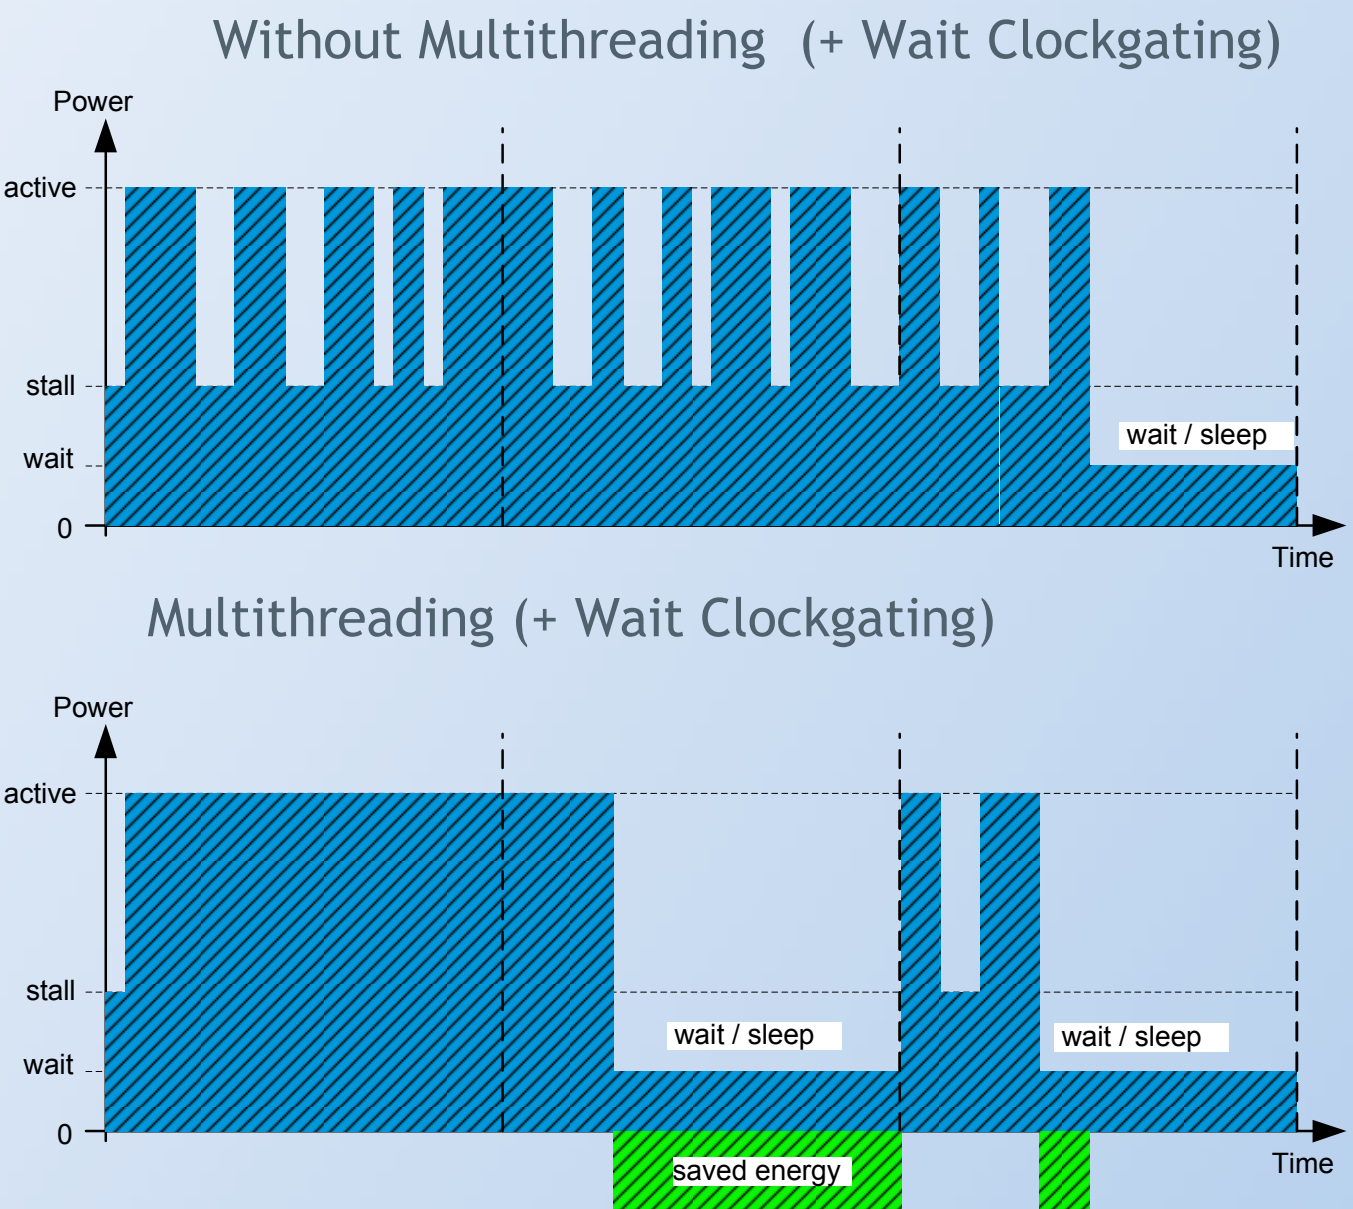 Without Multithreading (+ Wait Clockgating)
Power
active
stall
wait / sleep
wait
0
Time
Multithreading (+ Wait Clockgating)
Power
active
stall
wait / sleep
wait / sleep
wait
0
Time
saved energy